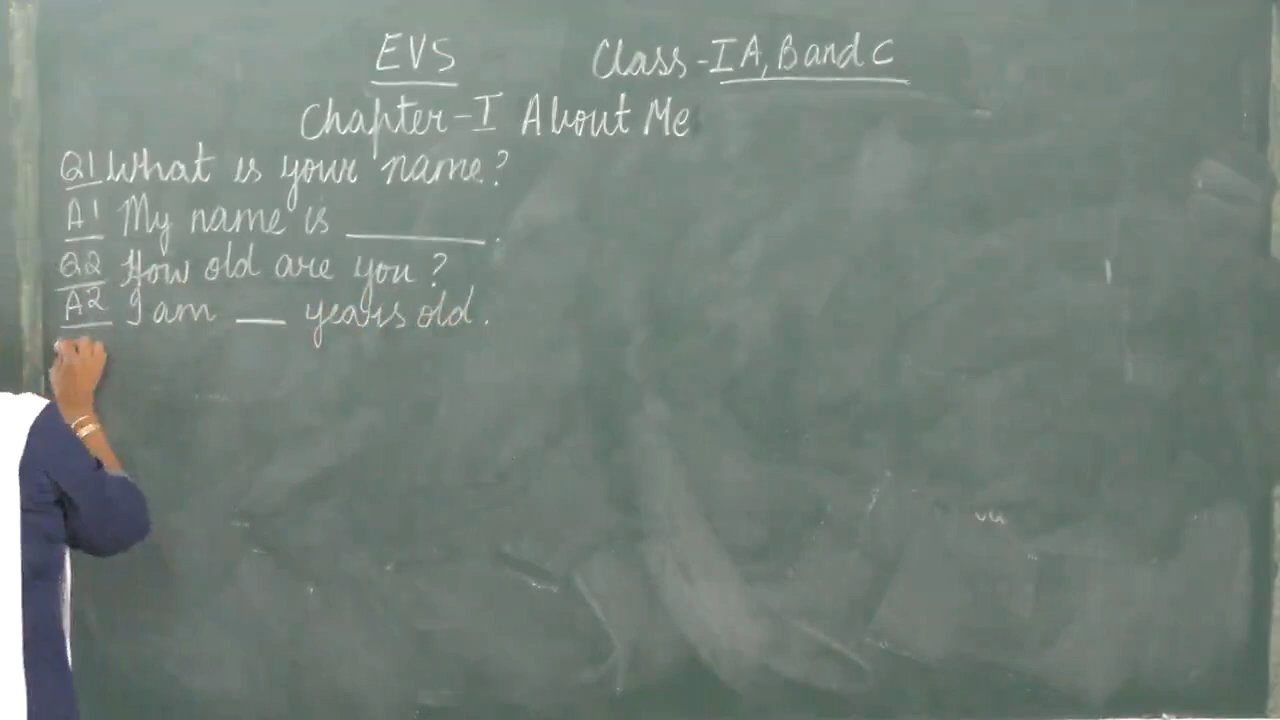 EVS Class-I A, B and C
Chapter-I About Me
Q1 What is your name?
A1 My name is ______.
Q2 How old are you?
A2 I am __ years old.